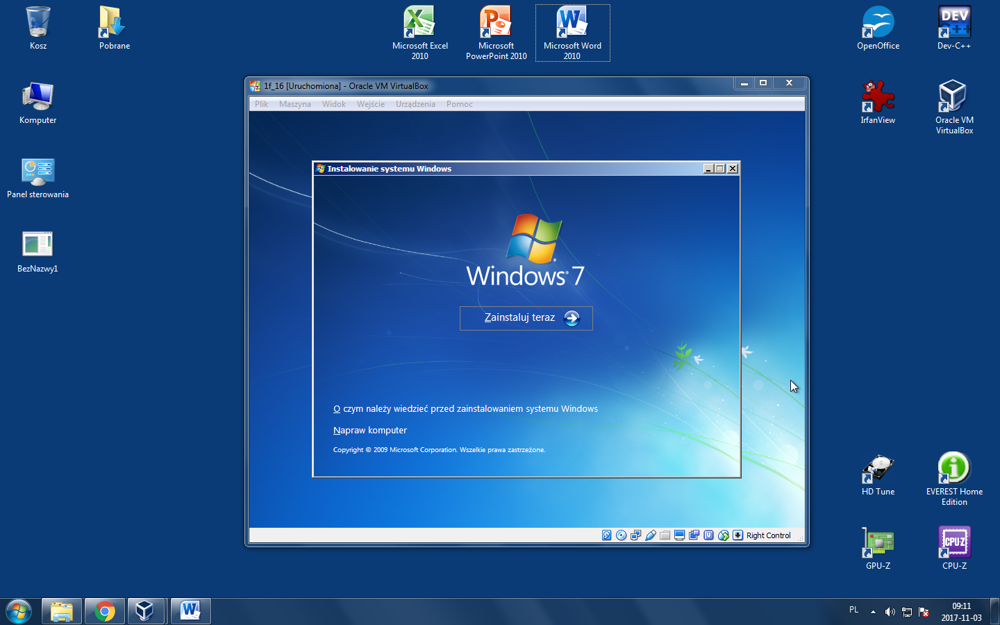 Kosz
Pobrane
Microsoft Excel
2010
Microsoft
PowerPoint 2010
Microsoft Word
2010
OpenOffice
DEV
C++
Dev-C++
Komputer
IrfanView
Oracle VM
VirtualBox
Panel sterowania
BezNazwy1
1f_16 [Uruchomiona] - Oracle VM VirtualBox
Plik Maszyna Widok Wejście Urządzenia Pomoc
Instalowanie systemu Windows
Windows® 7
Zainstaluj teraz
O czym należy wiedzieć przed zainstalowaniem systemu Windows
Napraw komputer
Copyright © 2009 Microsoft Corporation. Wszelkie prawa zastrzeżone.
Right Control
HD Tune
EVEREST Home
Edition
GPU-Z
CPU-Z
CPU-Z
PL
09:11
2017-11-03